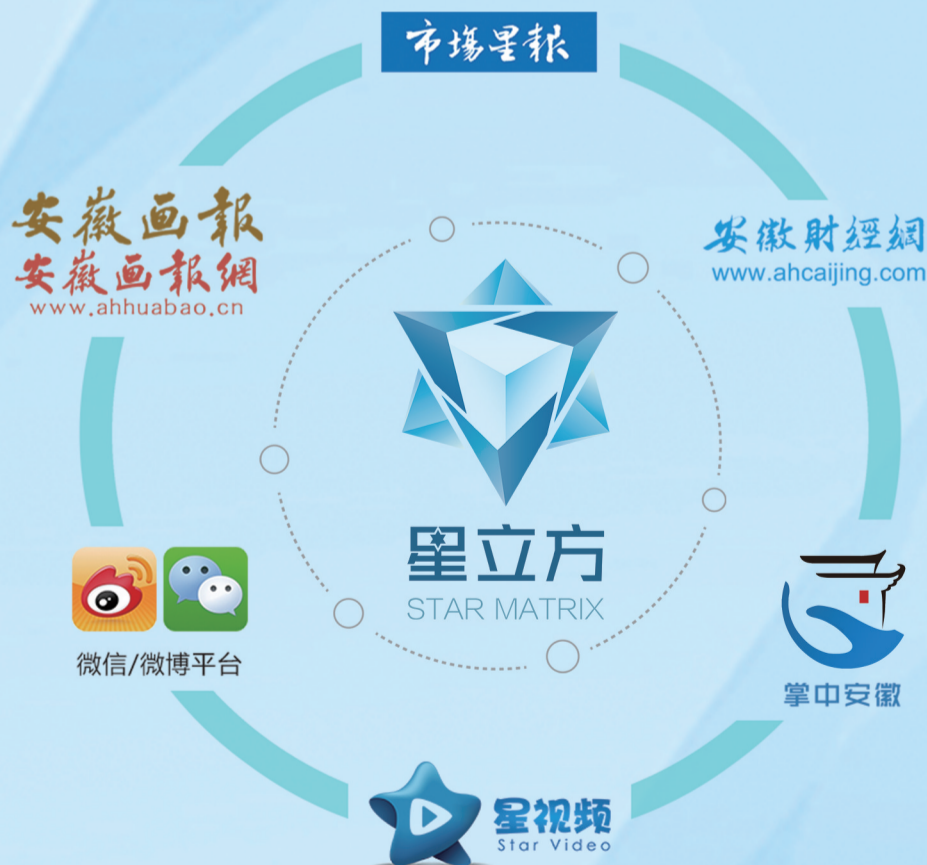 市場星報
安徽画報
安徽画報網
www.ahhuabao.cn
安徽財經網
www.ahcaijing.com
星立方
STAR MATRIX
微信/微博平台
掌中安徽
星视频
Star Video